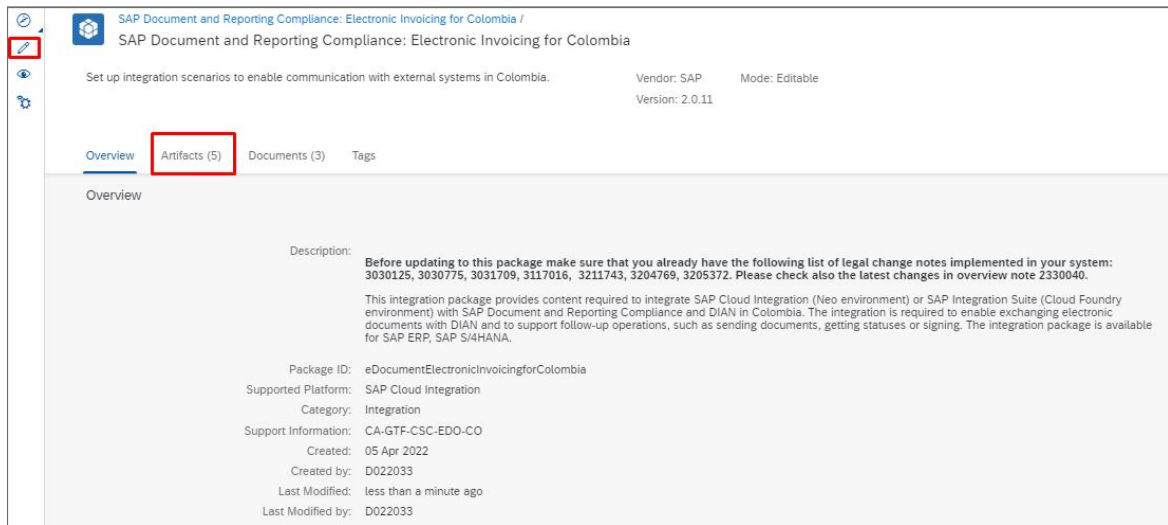 SAP Document and Reporting Compliance: Electronic Invoicing for Colombia /
SAP Document and Reporting Compliance: Electronic Invoicing for Colombia
Set up integration scenarios to enable communication with external systems in Colombia.
Vendor: SAP Mode: Editable
Version: 2.0.11
Overview Artifacts (5) Documents (3) Tags
Overview
Description:
Before updating to this package make sure that you already have the following list of legal change notes implemented in your system:
3030125, 3030775, 3031709, 3117016, 3211743, 3204769, 3205372. Please check also the latest changes in overview note 2330040.
This integration package provides content required to integrate SAP Cloud Integration (Neo environment) or SAP Integration Suite (Cloud Foundry
environment) with SAP Document and Reporting Compliance and DIAN in Colombia. The integration is required to enable exchanging electronic
documents with DIAN and to support follow-up operations, such as sending documents, getting statuses or signing. The integration package is available
for SAP ERP, SAP S/4HANA.
Package ID: eDocumentElectronicInvoicingforColombia
Supported Platform: SAP Cloud Integration
Category: Integration
Support Information: CA-GTF-CSC-EDO-CO
Created: 05 Apr 2022
Created by: D022033
Last Modified: less than a minute ago
Last Modified by: D022033